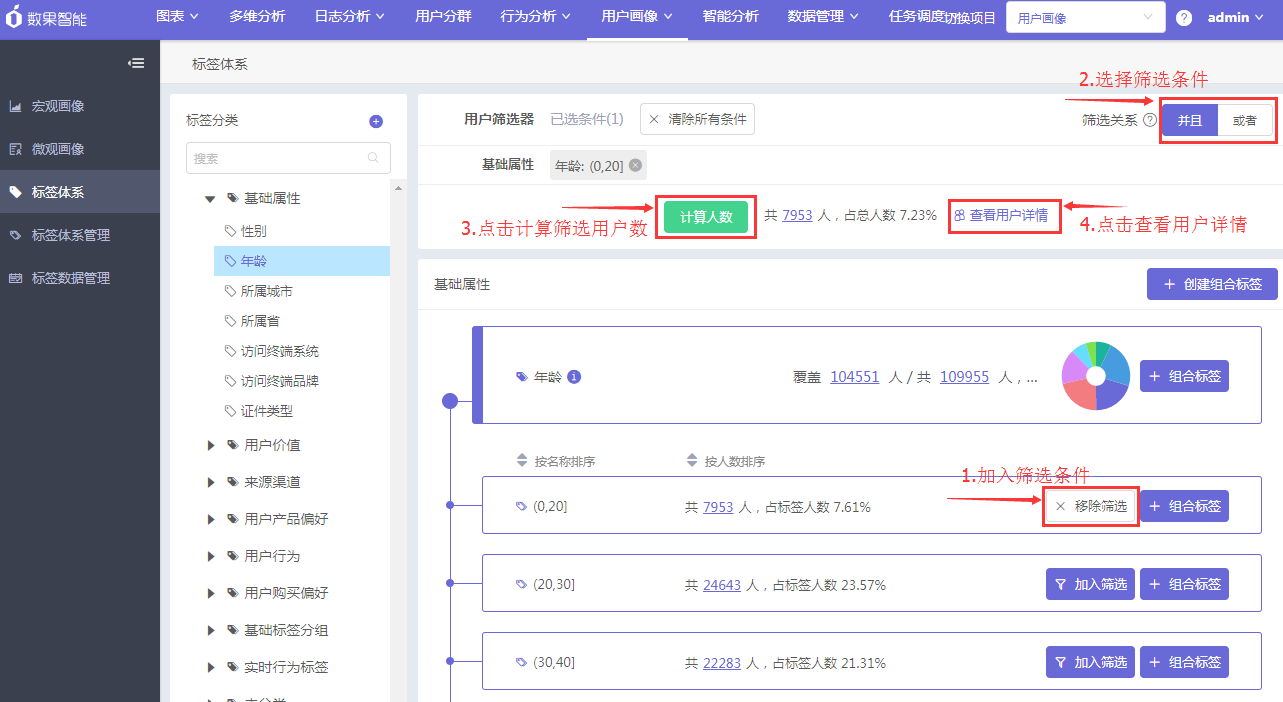 数果智能 图表 多维分析 日志分析 用户分群 行为分析 用户画像 智能分析 数据管理 任务调度 切换项目 用户画像 ? admin
标签体系
宏观画像
微观画像
标签体系
标签体系管理
标签数据管理
标签分类
搜索
基础属性
性别
年龄
所属城市
所属省
访问终端系统
访问终端品牌
证件类型
用户价值
来源渠道
用户产品偏好
用户行为
用户购买偏好
基础标签分组
实时行为标签
未分类
2.选择筛选条件
用户筛选器 已选条件(1) 清除所有条件 筛选关系 ? 并且 或者
基础属性 年龄: (0,20]
3.点击计算筛选用户数 计算人数 共 7953 人，占总人数 7.23% 查看用户详情 4.点击查看用户详情
基础属性 创建组合标签
年龄 覆盖 104551 人 / 共 109955 人，... 组合标签
按名称排序 按人数排序
1.加入筛选条件
(0,20] 共 7953 人，占标签人数 7.61% 移除筛选 组合标签
(20,30] 共 24643 人，占标签人数 23.57% 加入筛选 组合标签
(30,40] 共 22283 人，占标签人数 21.31% 加入筛选 组合标签